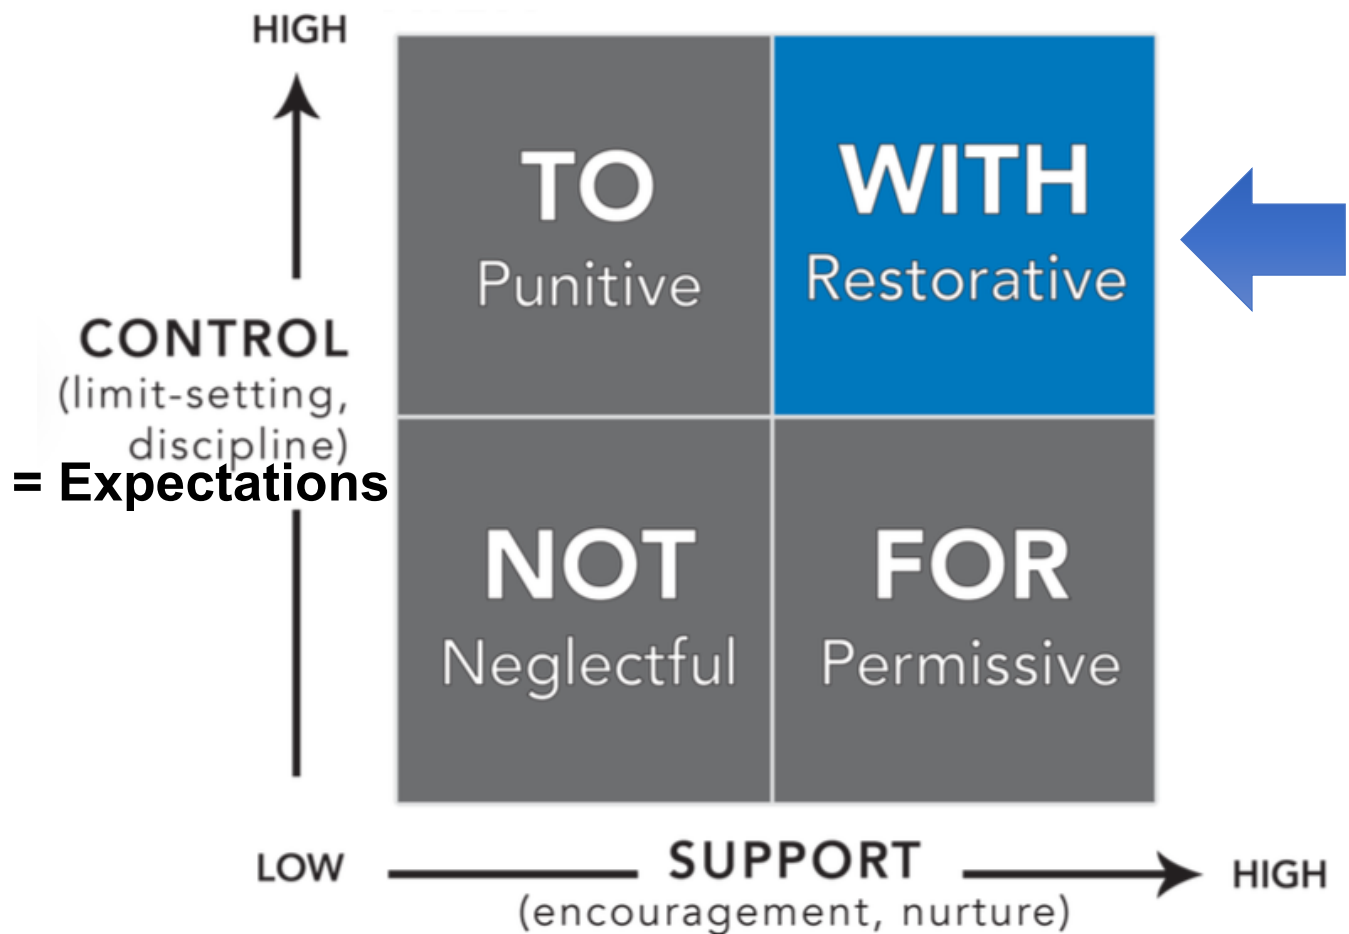 HIGH
TO
Punitive
WITH
Restorative
CONTROL
(limit-setting,
discipline)
= Expectations
NOT
Neglectful
FOR
Permissive
LOW
SUPPORT
HIGH
(encouragement, nurture)